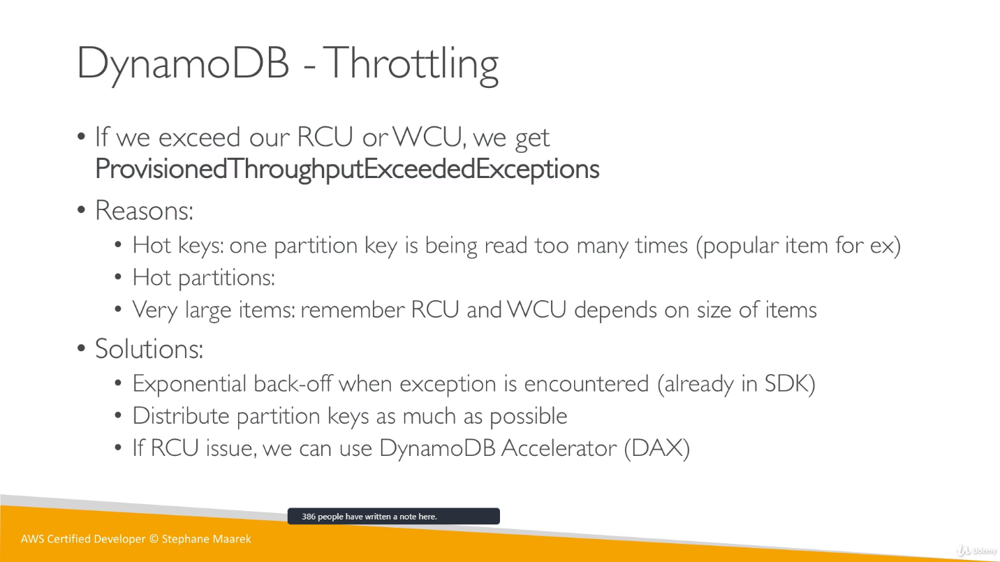 DynamoDB - Throttling
• If we exceed our RCU or WCU, we get
ProvisionedThroughputExceededExceptions
• Reasons:
• Hot keys: one partition key is being read too many times (popular item for ex)
• Hot partitions:
• Very large items: remember RCU and WCU depends on size of items
• Solutions:
• Exponential back-off when exception is encountered (already in SDK)
• Distribute partition keys as much as possible
• If RCU issue, we can use DynamoDB Accelerator (DAX)
386 people have written a note here.
AWS Certified Developer © Stephane Maarek
Udemy